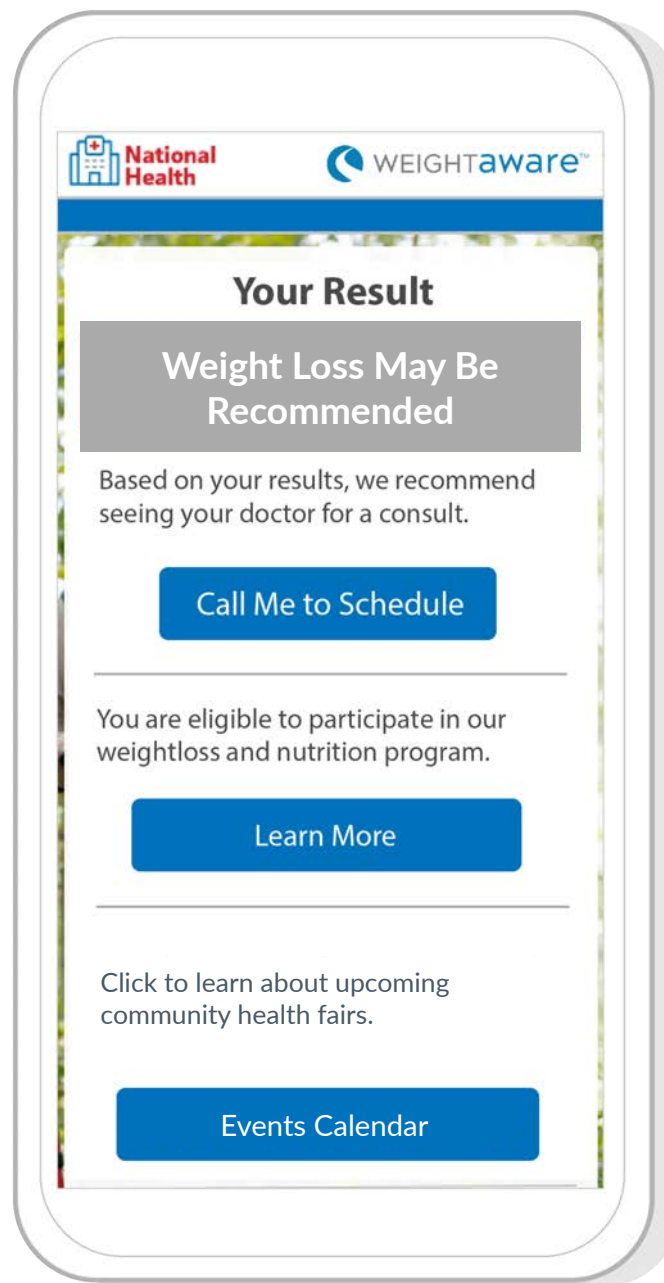 National
Health
WEIGHTaware™
Your Result
Weight Loss May Be
Recommended
Based on your results, we recommend
seeing your doctor for a consult.
Call Me to Schedule
You are eligible to participate in our
weightloss and nutrition program.
Learn More
Click to learn about upcoming
community health fairs.
Events Calendar